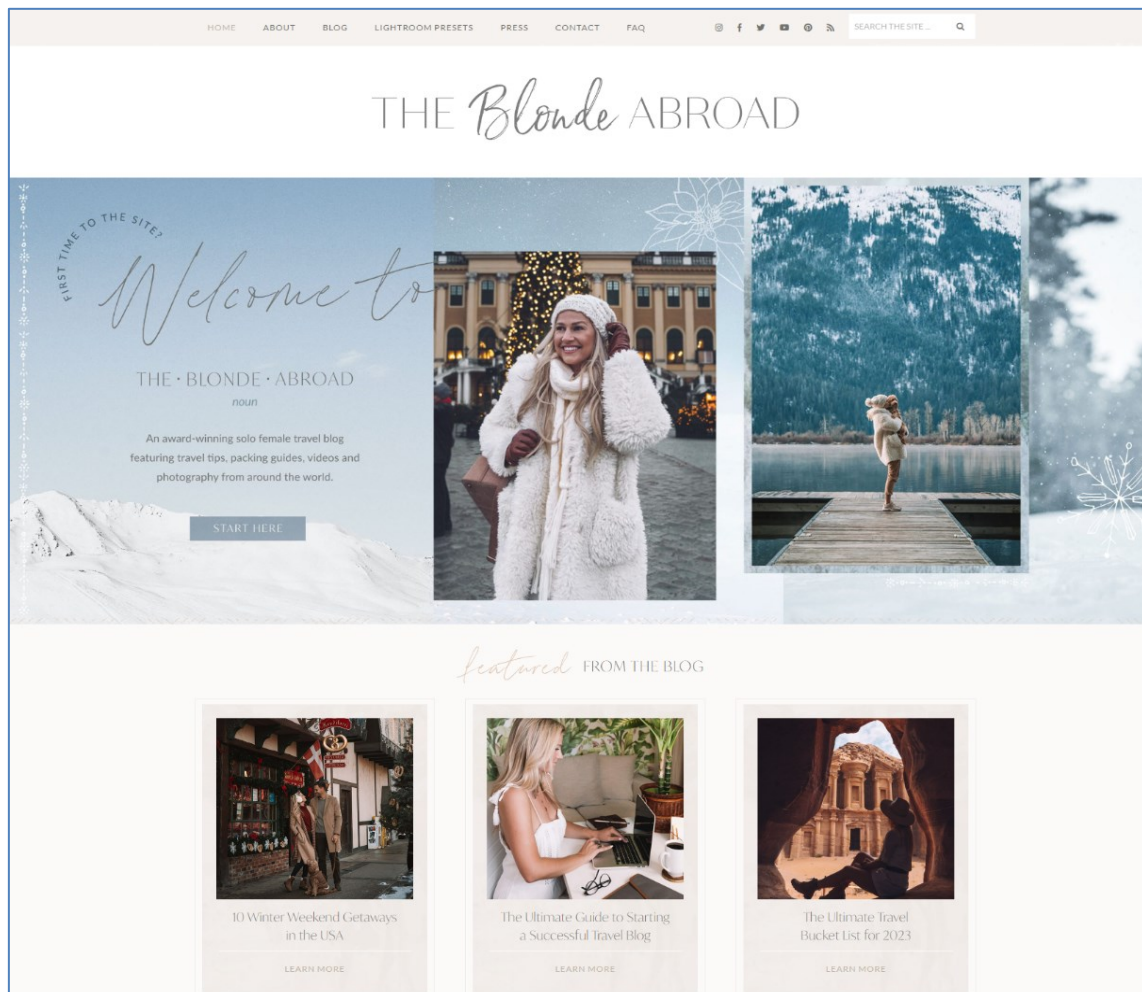 HOME ABOUT BLOG LIGHTROOM PRESETS PRESS CONTACT FAQ SEARCH THE SITE...
THE Blonde ABROAD
FIRST TIME TO THE SITE?
Welcome to
THE • BLONDE • ABROAD
noun
An award-winning solo female travel blog
featuring travel tips, packing guides, videos and
photography from around the world.
START HERE
featured FROM THE BLOG
10 Winter Weekend Getaways
in the USA
LEARN MORE
The Ultimate Guide to Starting
a Successful Travel Blog
LEARN MORE
The Ultimate Travel
Bucket List for 2023
LEARN MORE